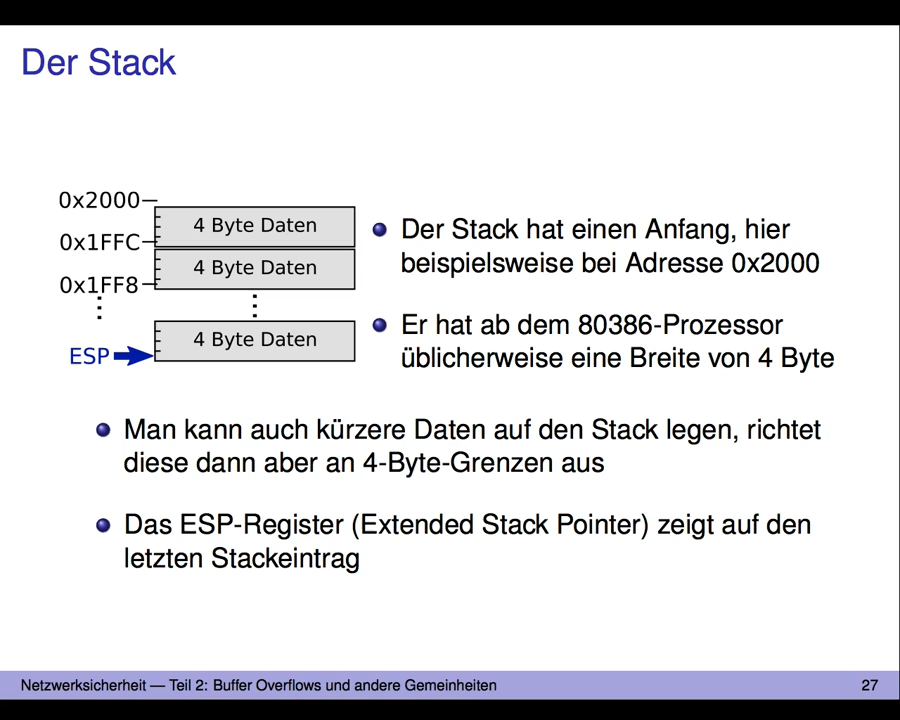 Der Stack
0x2000
4 Byte Daten
0x1FFC
4 Byte Daten
0x1FF8
4 Byte Daten
ESP
Der Stack hat einen Anfang, hier
beispielsweise bei Adresse 0x2000
Er hat ab dem 80386-Prozessor
üblicherweise eine Breite von 4 Byte
Man kann auch kürzere Daten auf den Stack legen, richtet
diese dann aber an 4-Byte-Grenzen aus
Das ESP-Register (Extended Stack Pointer) zeigt auf den
letzten Stackeintrag
Netzwerksicherheit — Teil 2: Buffer Overflows und andere Gemeinheiten
27